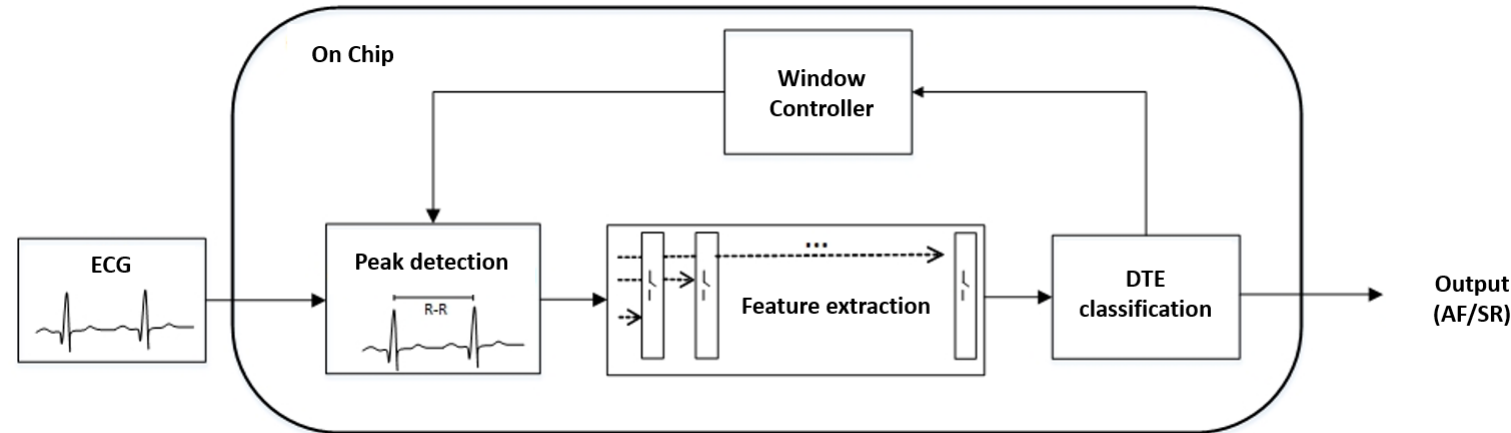 On Chip
Window
Controller
ECG
Peak detection
R-R
...
Feature extraction
DTE
classification
Output
(AF/SR)